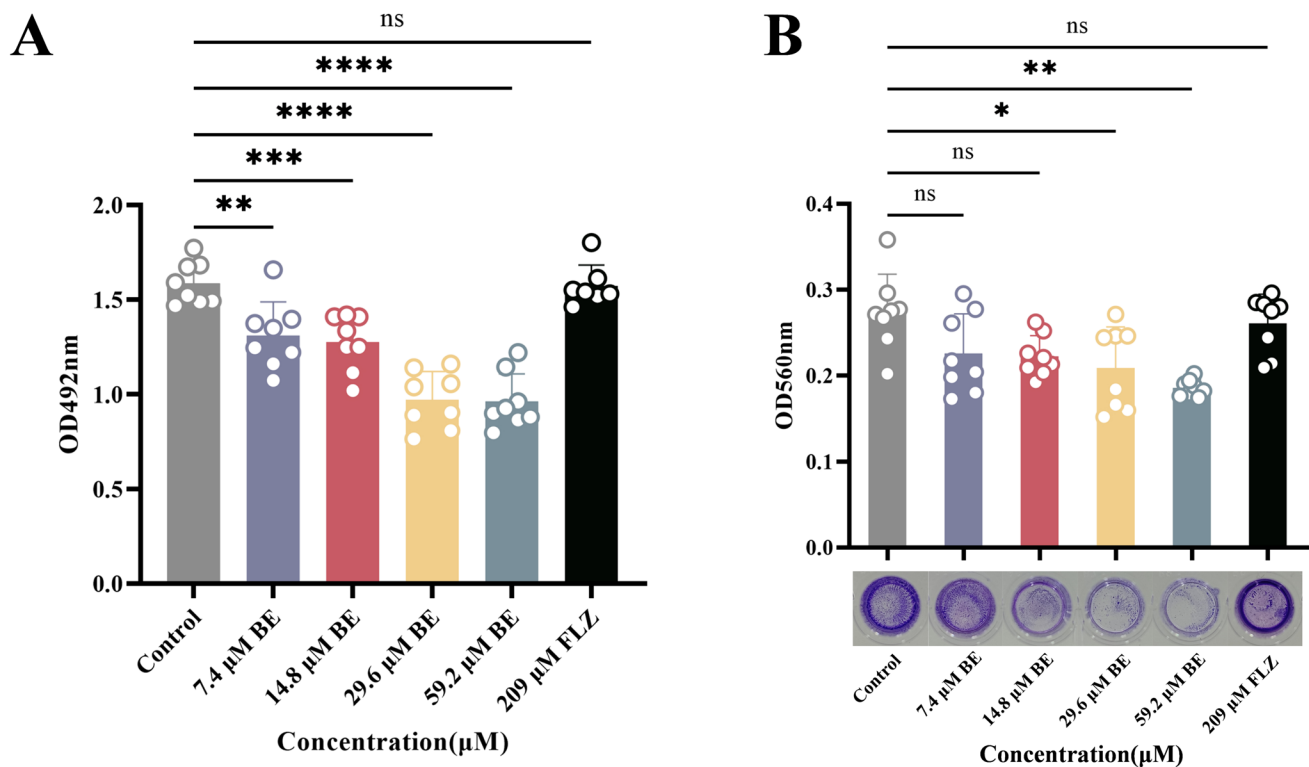 A
ns
****
****
***
**
2.0
1.5
1.0
0.5
0.0
OD492nm
Control
7.4 µM BE
14.8 µM BE
29.6 µM BE
59.2 µM BE
209 µM FLZ
Concentration(µM)
B
ns
**
*
ns
ns
0.4
0.3
0.2
0.1
0.0
OD560nm
Control
7.4 µM BE
14.8 µM BE
29.6 µM BE
59.2 µM BE
209 µM FLZ
Concentration(µM)